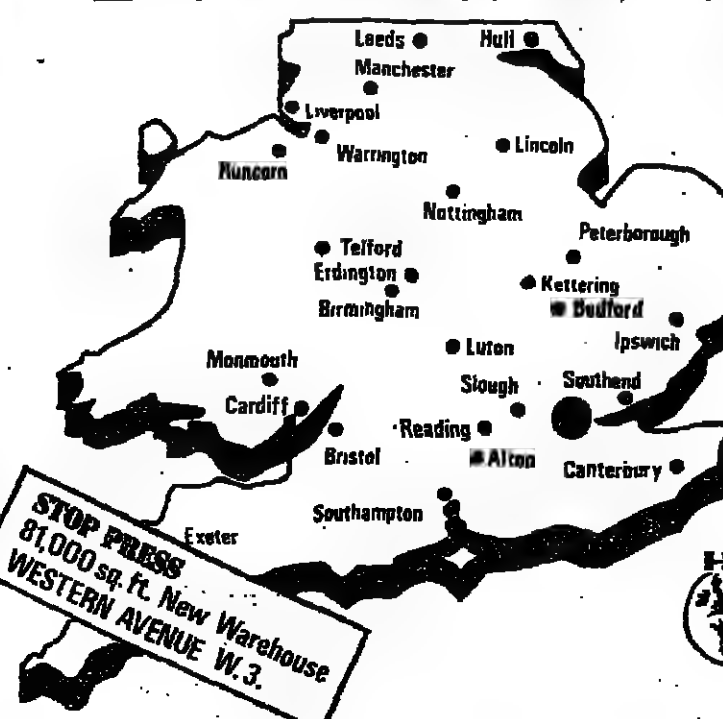 Leeds Hull
Manchester
Liverpool
Warrington Lincoln
Runcorn
Nottingham
Peterborough
Telford
Erdington
Kettering
Birmingham
Bedford
Ipswich
Luton
Monmouth
Slough Southend
Cardiff
Reading
Bristol
Alton
Canterbury
Southampton
Exeter
STOP PRESS
81,000 sq. ft. New Warehouse
WESTERN AVENUE W.3.